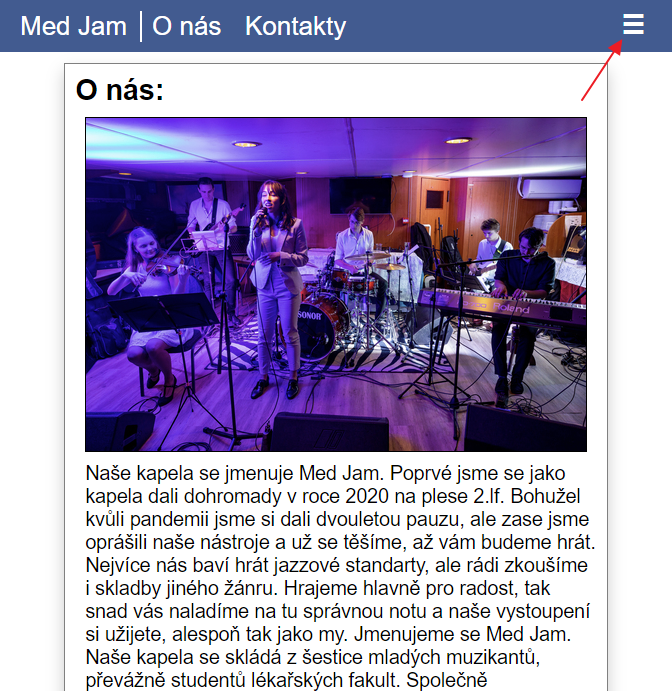 Med Jam O nás Kontakty
O nás:
SONOR
Roland
Naše kapela se jmenuje Med Jam. Poprvé jsme se jako
kapela dali dohromady v roce 2020 na plese 2.lf. Bohužel
kvůli pandemii jsme si dali dvouletou pauzu, ale zase jsme
oprášili naše nástroje a už se těšíme, až vám budeme hrát.
Nejvíce nás baví hrát jazzové standarty, ale rádi zkoušíme
i skladby jiného žánru. Hrajeme hlavně pro radost, tak
snad vás naladíme na tu správnou notu a naše vystoupení
si užijete, alespoň tak jako my. Jmenujeme se Med Jam.
Naše kapela se skládá z šestice mladých muzikantů,
převážně studentů lékařských fakult. Společně